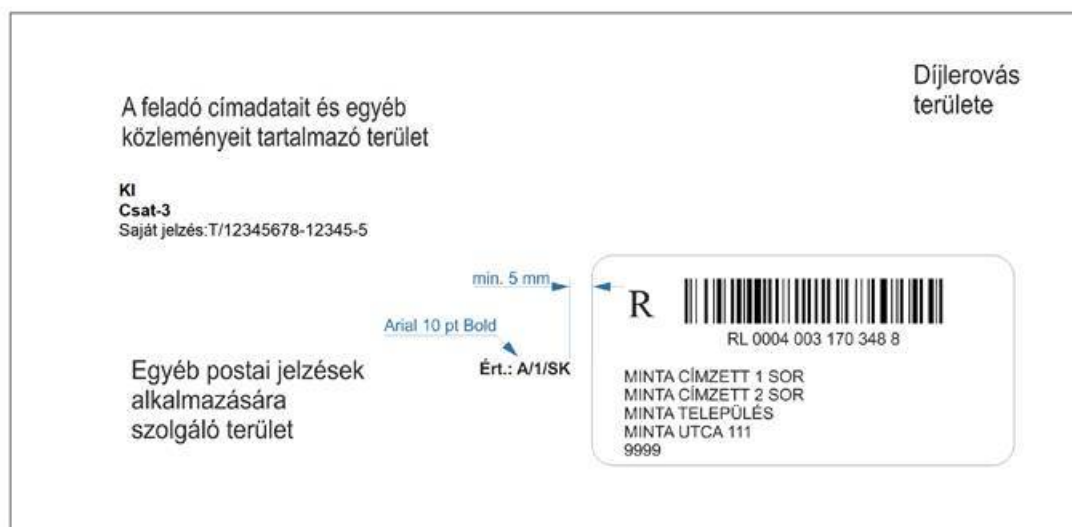 A feladó címadatait és egyéb
közleményeit tartalmazó terület
Díjlerovás
területe
KI
Csat-3
Saját jelzés:T/12345678-12345-5
min. 5 mm
Arial 10 pt Bold
Ért.: A/1/SK
Egyéb postai jelzések
alkalmazására
szolgáló terület
R
RL 0004 003 170 348 8
MINTA CÍMZETT 1 SOR
MINTA CÍMZETT 2 SOR
MINTA TELEPÜLÉS
MINTA UTCA 111
9999